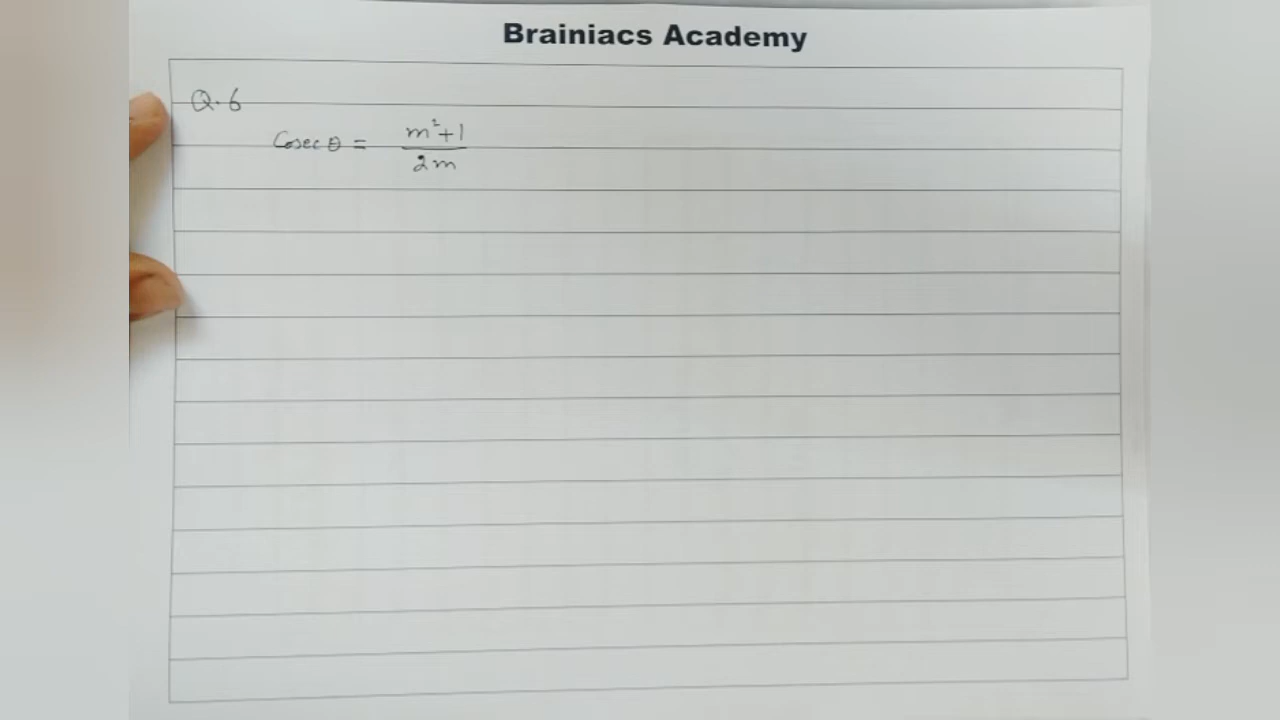 Brainiacs Academy
Q.6
Cosec θ = m²+1 / 2m